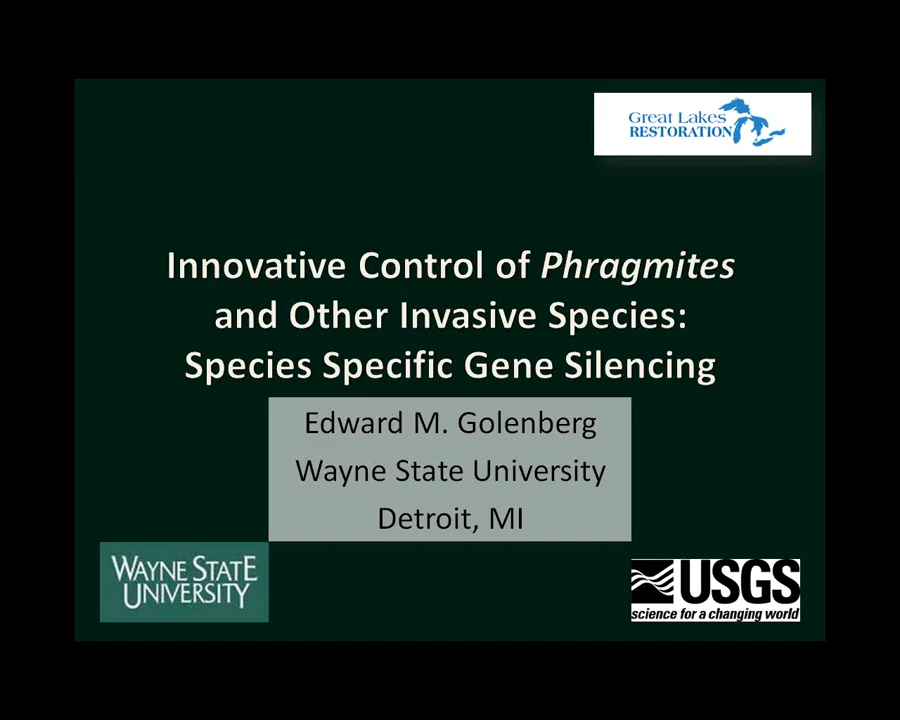 Great Lakes
RESTORATION
Innovative Control of Phragmites
and Other Invasive Species:
Species Specific Gene Silencing
Edward M. Golenberg
Wayne State University
Detroit, MI
WAYNE STATE
UNIVERSITY
USGS
science for a changing world